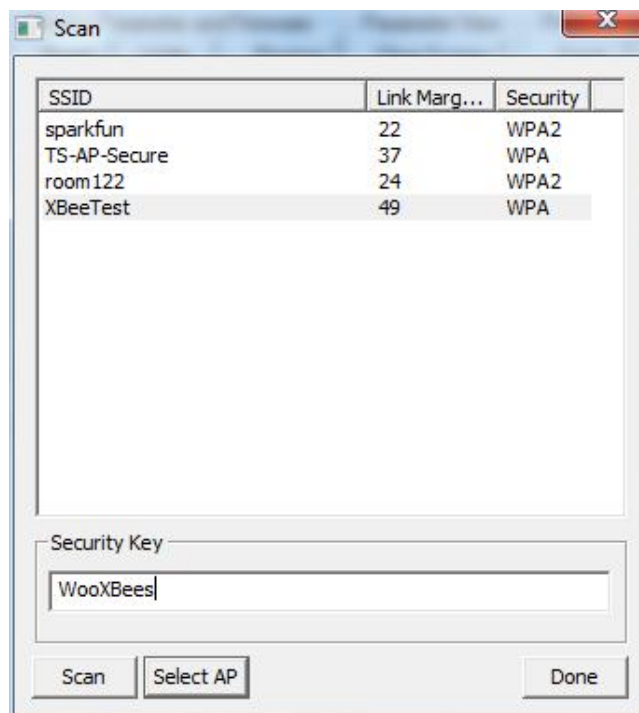 Scan
SSID Link Marg... Security
sparkfun 22 WPA2
TS-AP-Secure 37 WPA
room122 24 WPA2
XBeeTest 49 WPA
Security Key
WooXBees
Scan Select AP Done